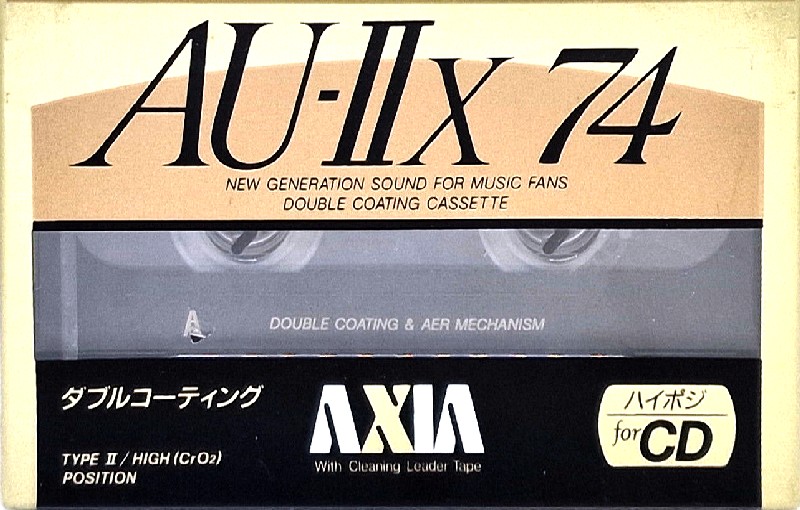 AU-IIx 74
NEW GENERATION SOUND FOR MUSIC FANS
DOUBLE COATING CASSETTE
A
DOUBLE COATING & AER MECHANISM
ダブルコーティング
AXIA
ハイポジ
for CD
With Cleaning Leader Tape
TYPE II / HIGH (CrO2)
POSITION